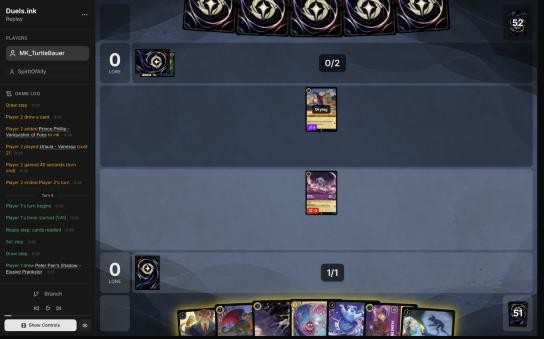 Duels.ink
Replay
PLAYERS
MK_TurtleBauer
SpiritOfAlly
GAME LOG
Draw step
Player 2 drew a card
Player 2 added Prince Phillip -
Vanquisher of Foes to ink
Player 2 played Ursula - Vanessa (cost
2)
Player 2 gained 45 seconds (turn
end)
Player 2 ended Player 2's turn
Turn 4
Player 1's turn begins
Player 1's timer started
Ready step: cards readied
Set step
Draw step
Player 1 drew Peter Pan's Shadow -
Elusive Prankster
Branch
Show Controls
52
0
LORE
0/2
Drying
0
LORE
1/1
51